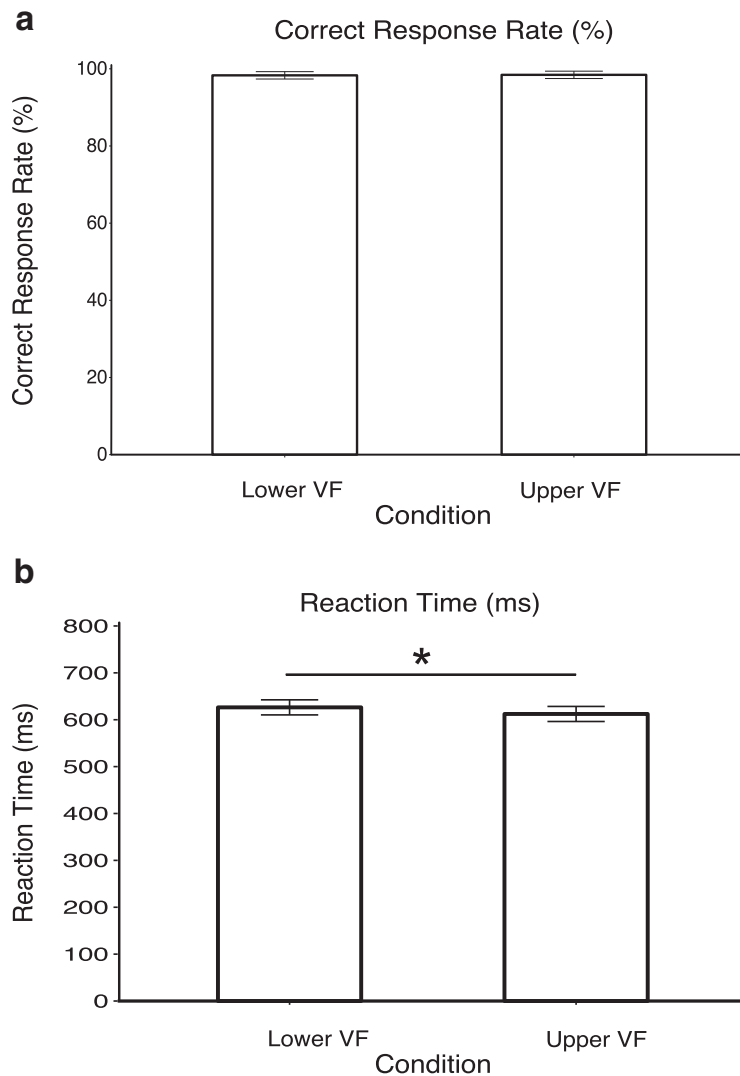 a
Correct Response Rate (%)
Correct Response Rate (%)
100
80
60
40
20
0
Lower VF
Upper VF
Condition
b
Reaction Time (ms)
Reaction Time (ms)
800
700
600
500
400
300
200
100
0
*
Lower VF
Upper VF
Condition